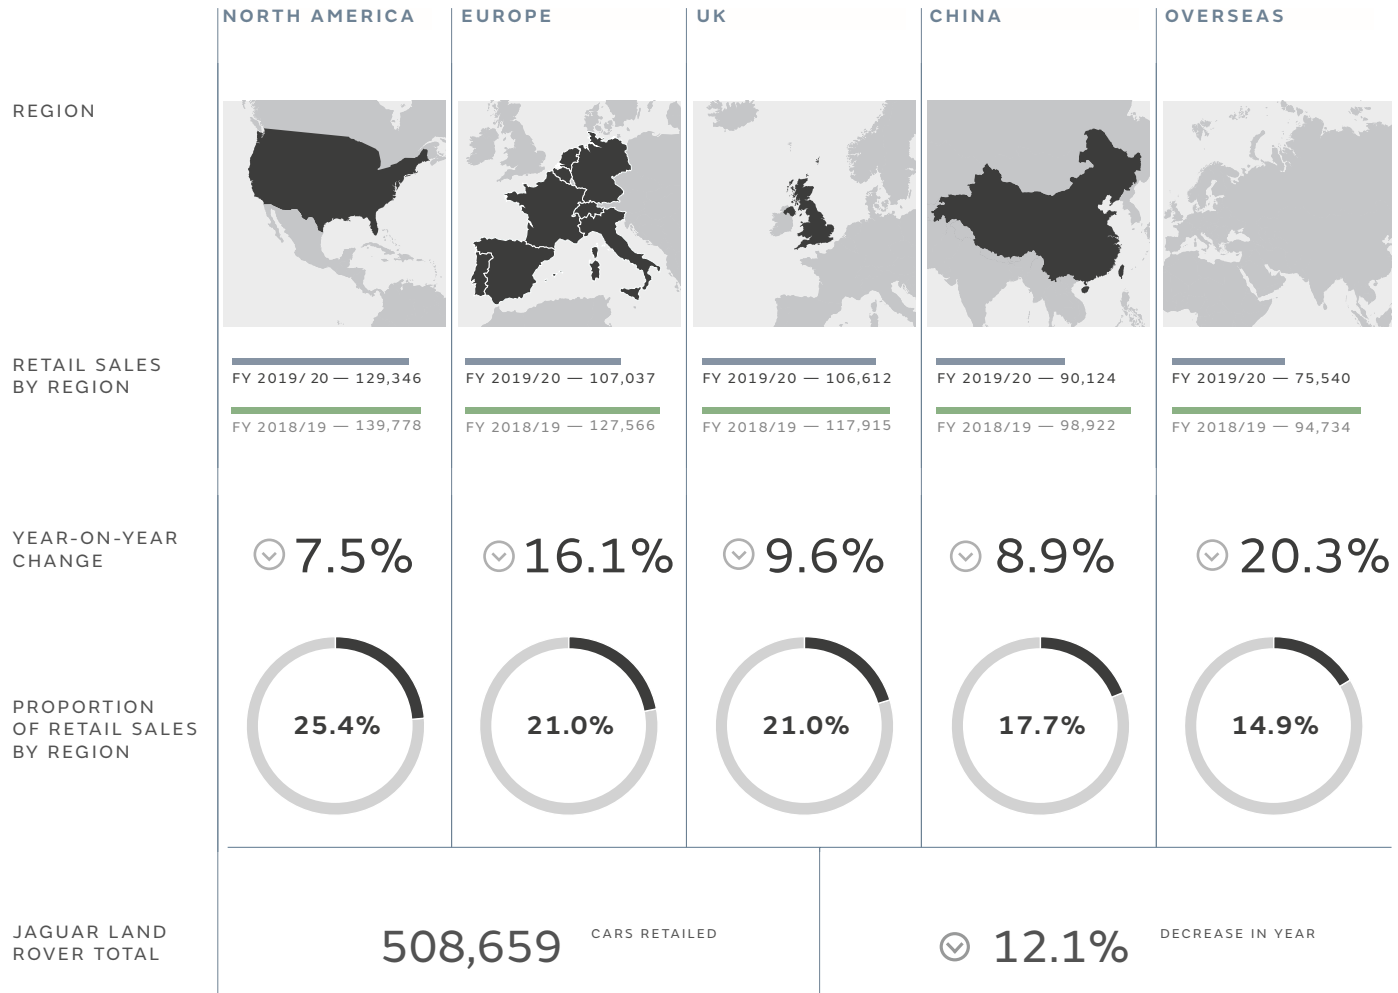 NORTH AMERICA EUROPE UK CHINA OVERSEAS
REGION
RETAIL SALES
BY REGION
FY 2019/20 — 129,346 FY 2019/20 — 107,037 FY 2019/20 — 106,612 FY 2019/20 — 90,124 FY 2019/20 — 75,540
FY 2018/19 — 139,778 FY 2018/19 — 127,566 FY 2018/19 — 117,915 FY 2018/19 — 98,922 FY 2018/19 — 94,734
YEAR-ON-YEAR
CHANGE
7.5% 16.1% 9.6% 8.9% 20.3%
PROPORTION
OF RETAIL SALES
BY REGION
25.4% 21.0% 21.0% 17.7% 14.9%
JAGUAR LAND
ROVER TOTAL
508,659 CARS RETAILED 12.1% DECREASE IN YEAR